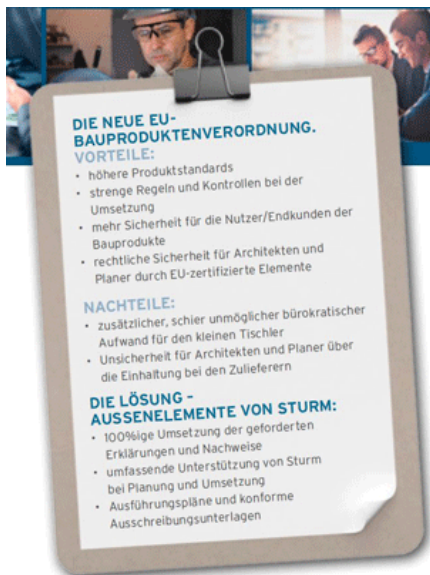 DIE NEUE EU-
BAUPRODUKTENVERORDNUNG.
VORTEILE:
• höhere Produktstandards
• strenge Regeln und Kontrollen bei der
Umsetzung
• mehr Sicherheit für die Nutzer/Endkunden der
Bauprodukte
• rechtliche Sicherheit für Architekten und
Planer durch EU-zertifizierte Elemente
NACHTEILE:
• zusätzlicher, schier unmöglicher bürokratischer
Aufwand für den kleinen Tischler
• Unsicherheit für Architekten und Planer über
die Einhaltung bei den Zulieferern
DIE LÖSUNG -
AUSSENELEMENTE VON STURM:
• 100%ige Umsetzung der geforderten
Erklärungen und Nachweise
• umfassende Unterstützung von Sturm
bei Planung und Umsetzung
• Ausführungspläne und konforme
Ausschreibungsunterlagen